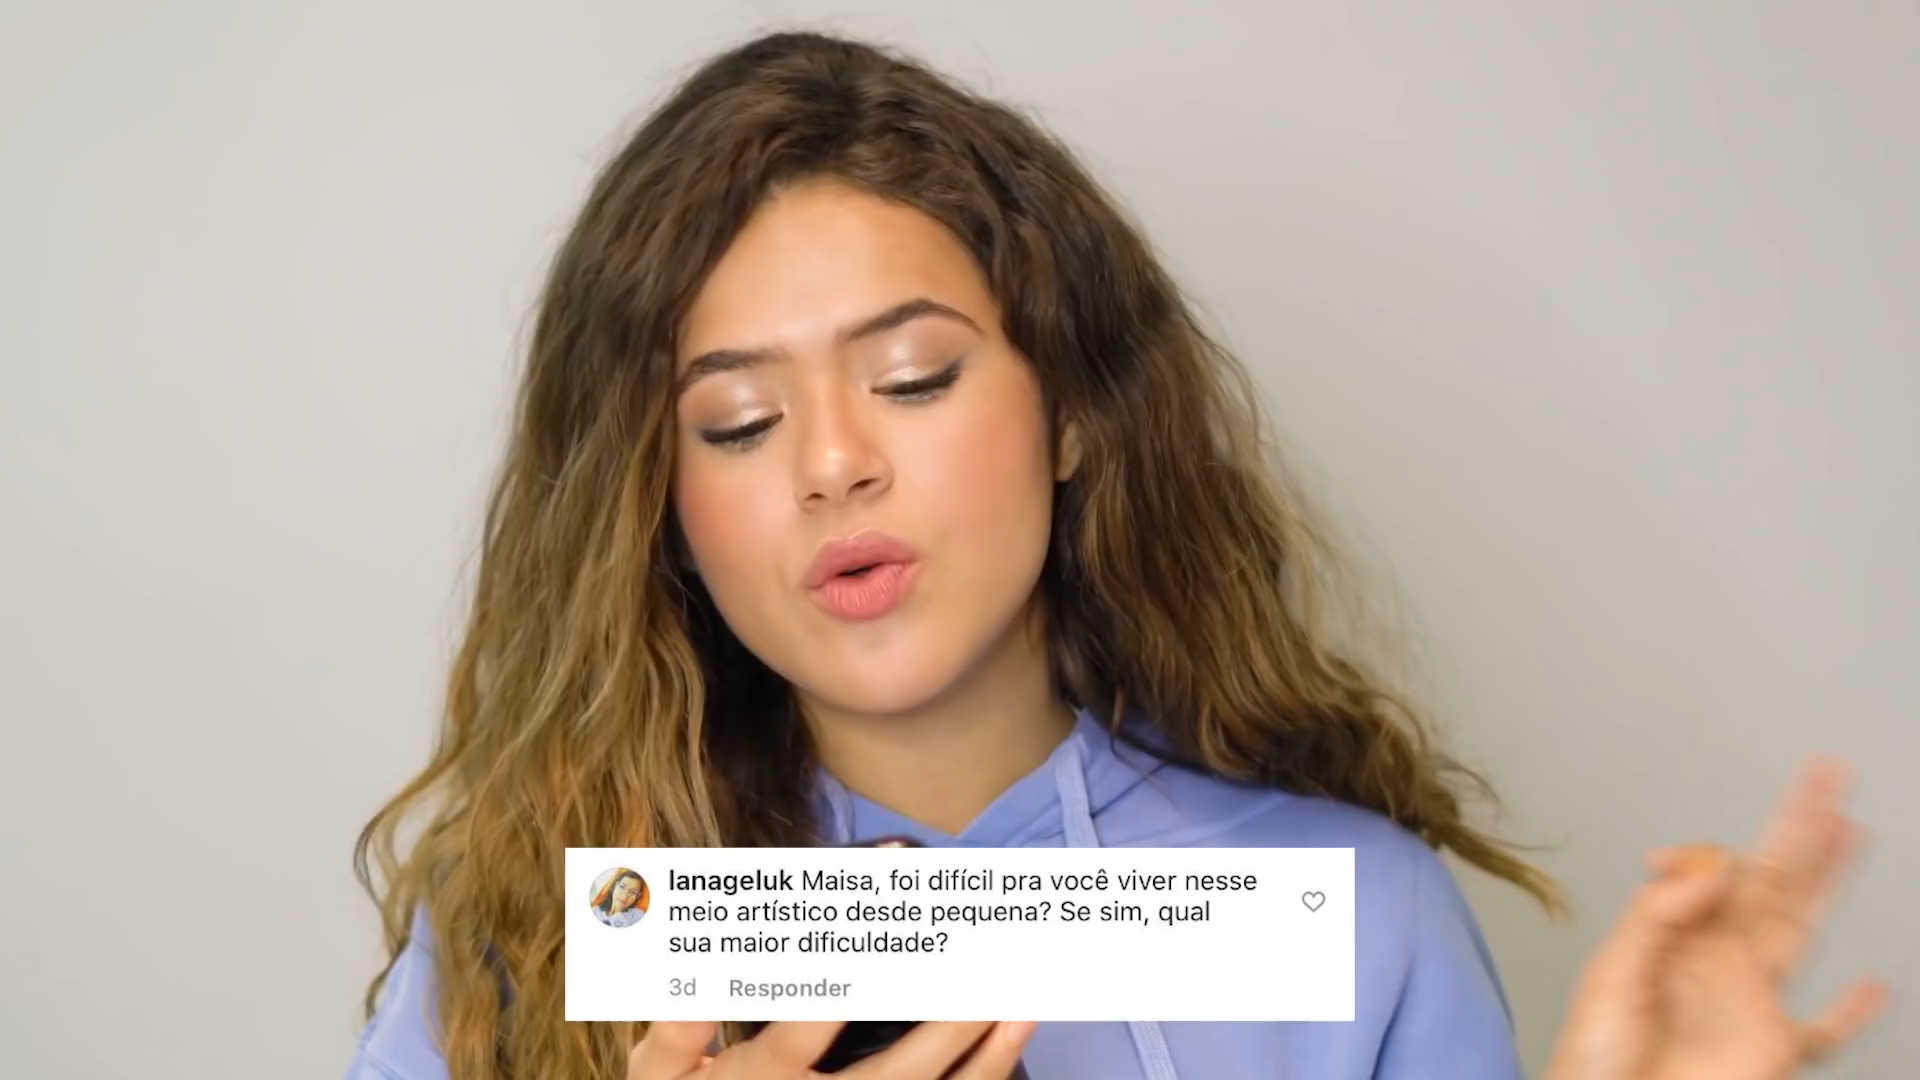 lanageluk Maisa, foi difícil pra você viver nesse
meio artístico desde pequena? Se sim, qual
sua maior dificuldade?
3d Responder